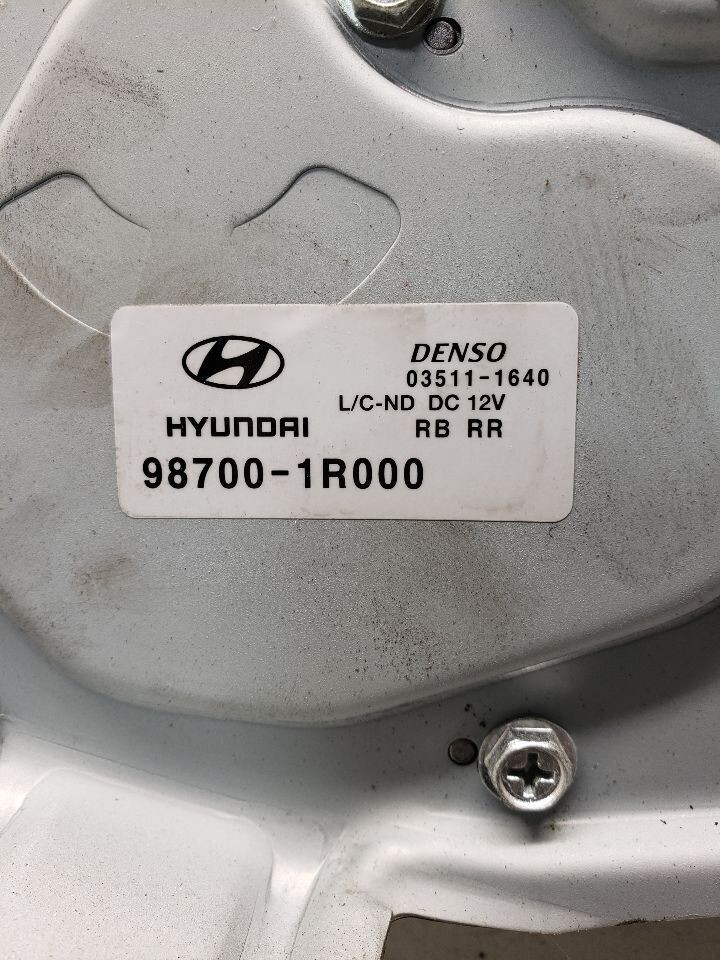 HYUNDAI
98700-1R000
DENSO
03511-1640
L/C-ND DC 12V
RB RR